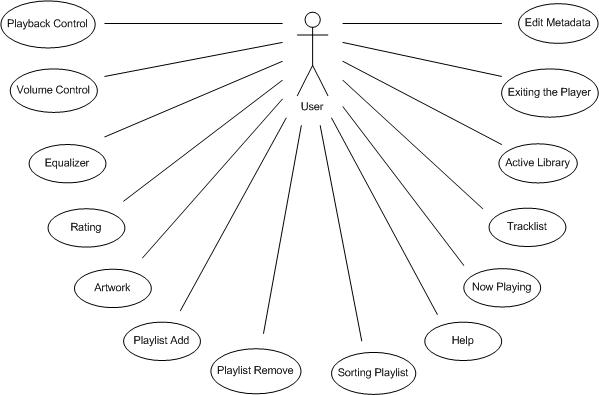 Playback Control
Edit Metadata
Volume Control
Exiting the Player
User
Equalizer
Active Library
Rating
Tracklist
Artwork
Now Playing
Playlist Add
Help
Playlist Remove
Sorting Playlist